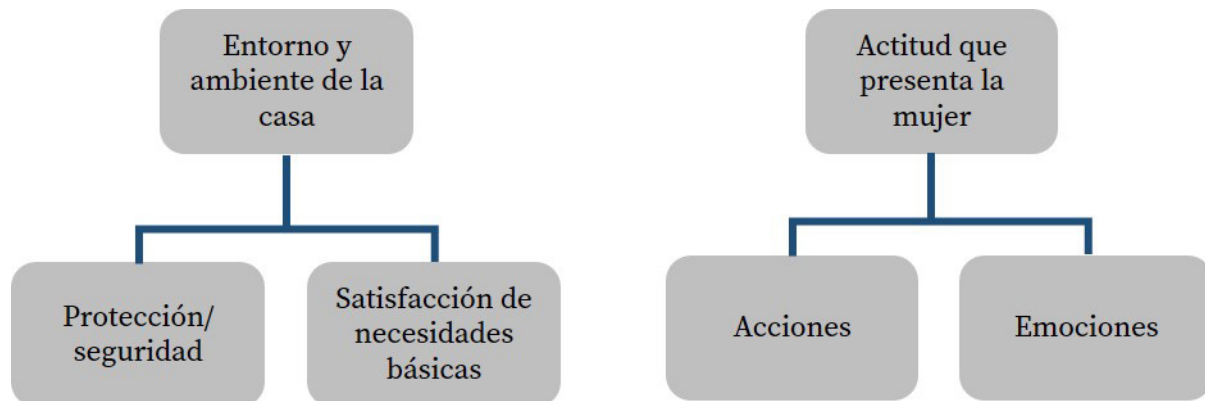 Entorno y
ambiente de la
casa
Protección/
seguridad
Satisfacción de
necesidades
básicas
Actitud que
presenta la
mujer
Acciones
Emociones